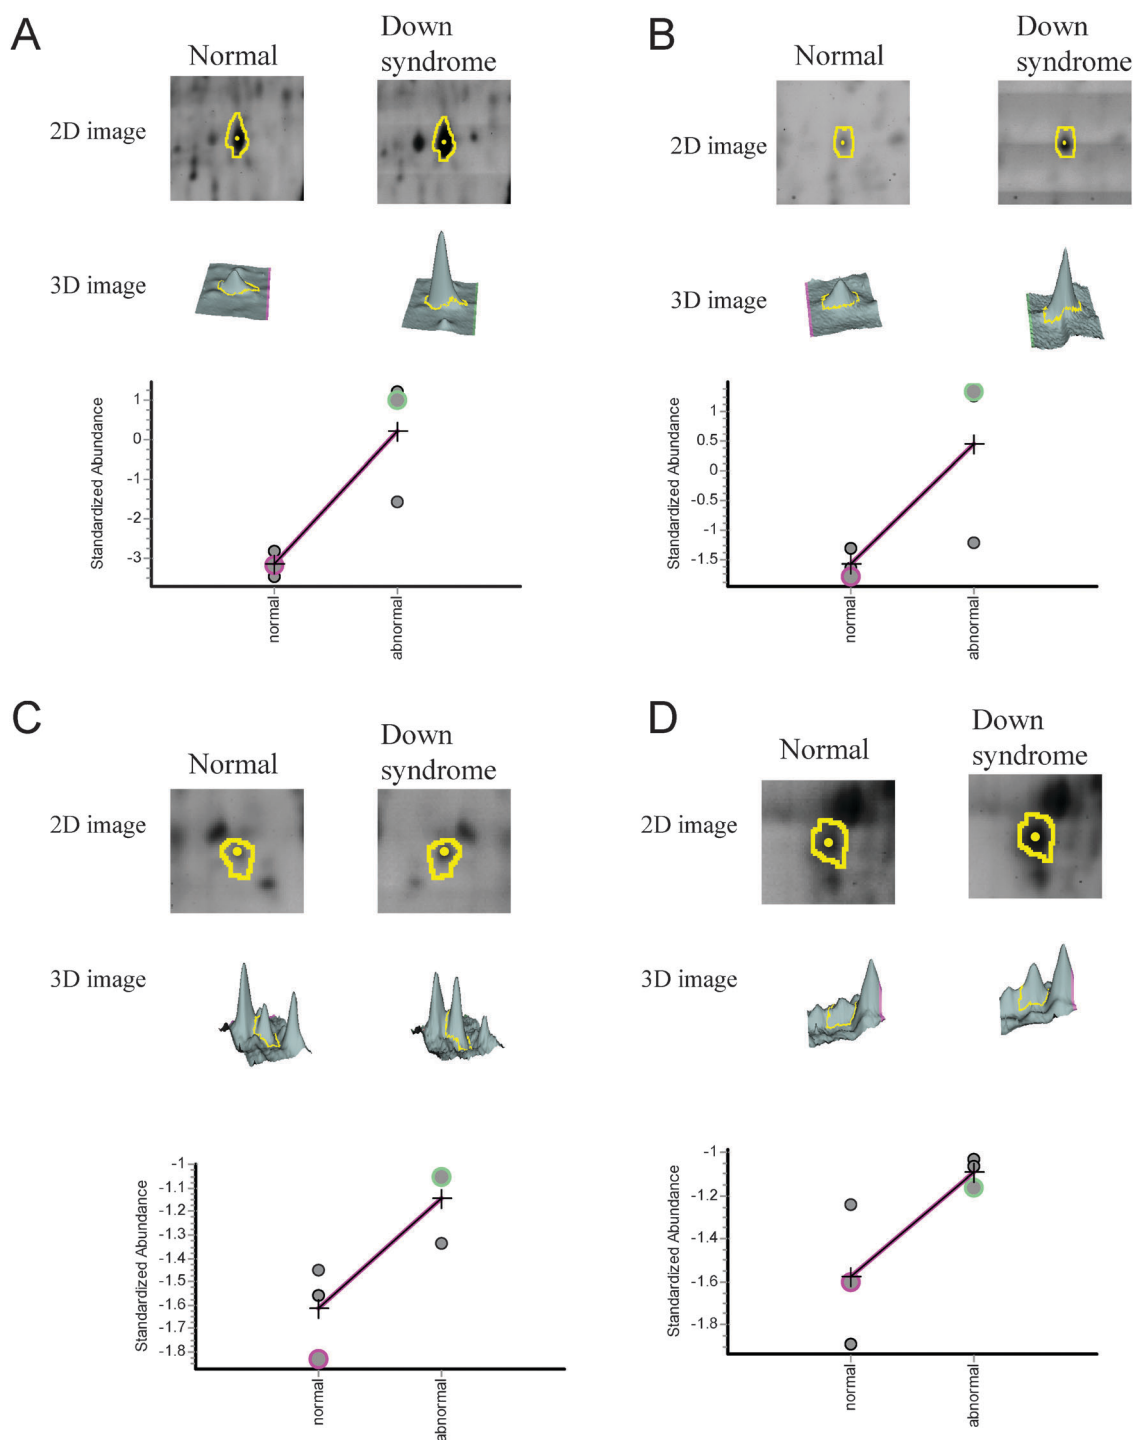 A
Normal
Down
syndrome
2D image
3D image
Standardized Abundance
1
0
-1
-2
-3
normal
abnormal
B
Normal
Down
syndrome
2D image
3D image
Standardized Abundance
1
0.5
0
-0.5
-1
-1.5
normal
abnormal
C
Normal
Down
syndrome
2D image
3D image
Standardized Abundance
-1
-1.1
-1.2
-1.3
-1.4
-1.5
-1.6
-1.7
-1.8
normal
abnormal
D
Normal
Down
syndrome
2D image
3D image
Standardized Abundance
-1
-1.2
-1.4
-1.6
-1.8
normal
abnormal